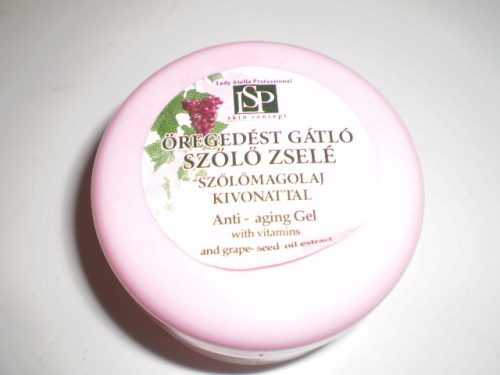 Lady Stella Professional
LSP
skin concept
ÖREGEDÉST GÁTLÓ
SZŐLŐ ZSELÉ
SZŐLŐMAGOLAJ
KIVONATTAL
Anti - aging Gel
with vitamins
and grape- seed oil extract